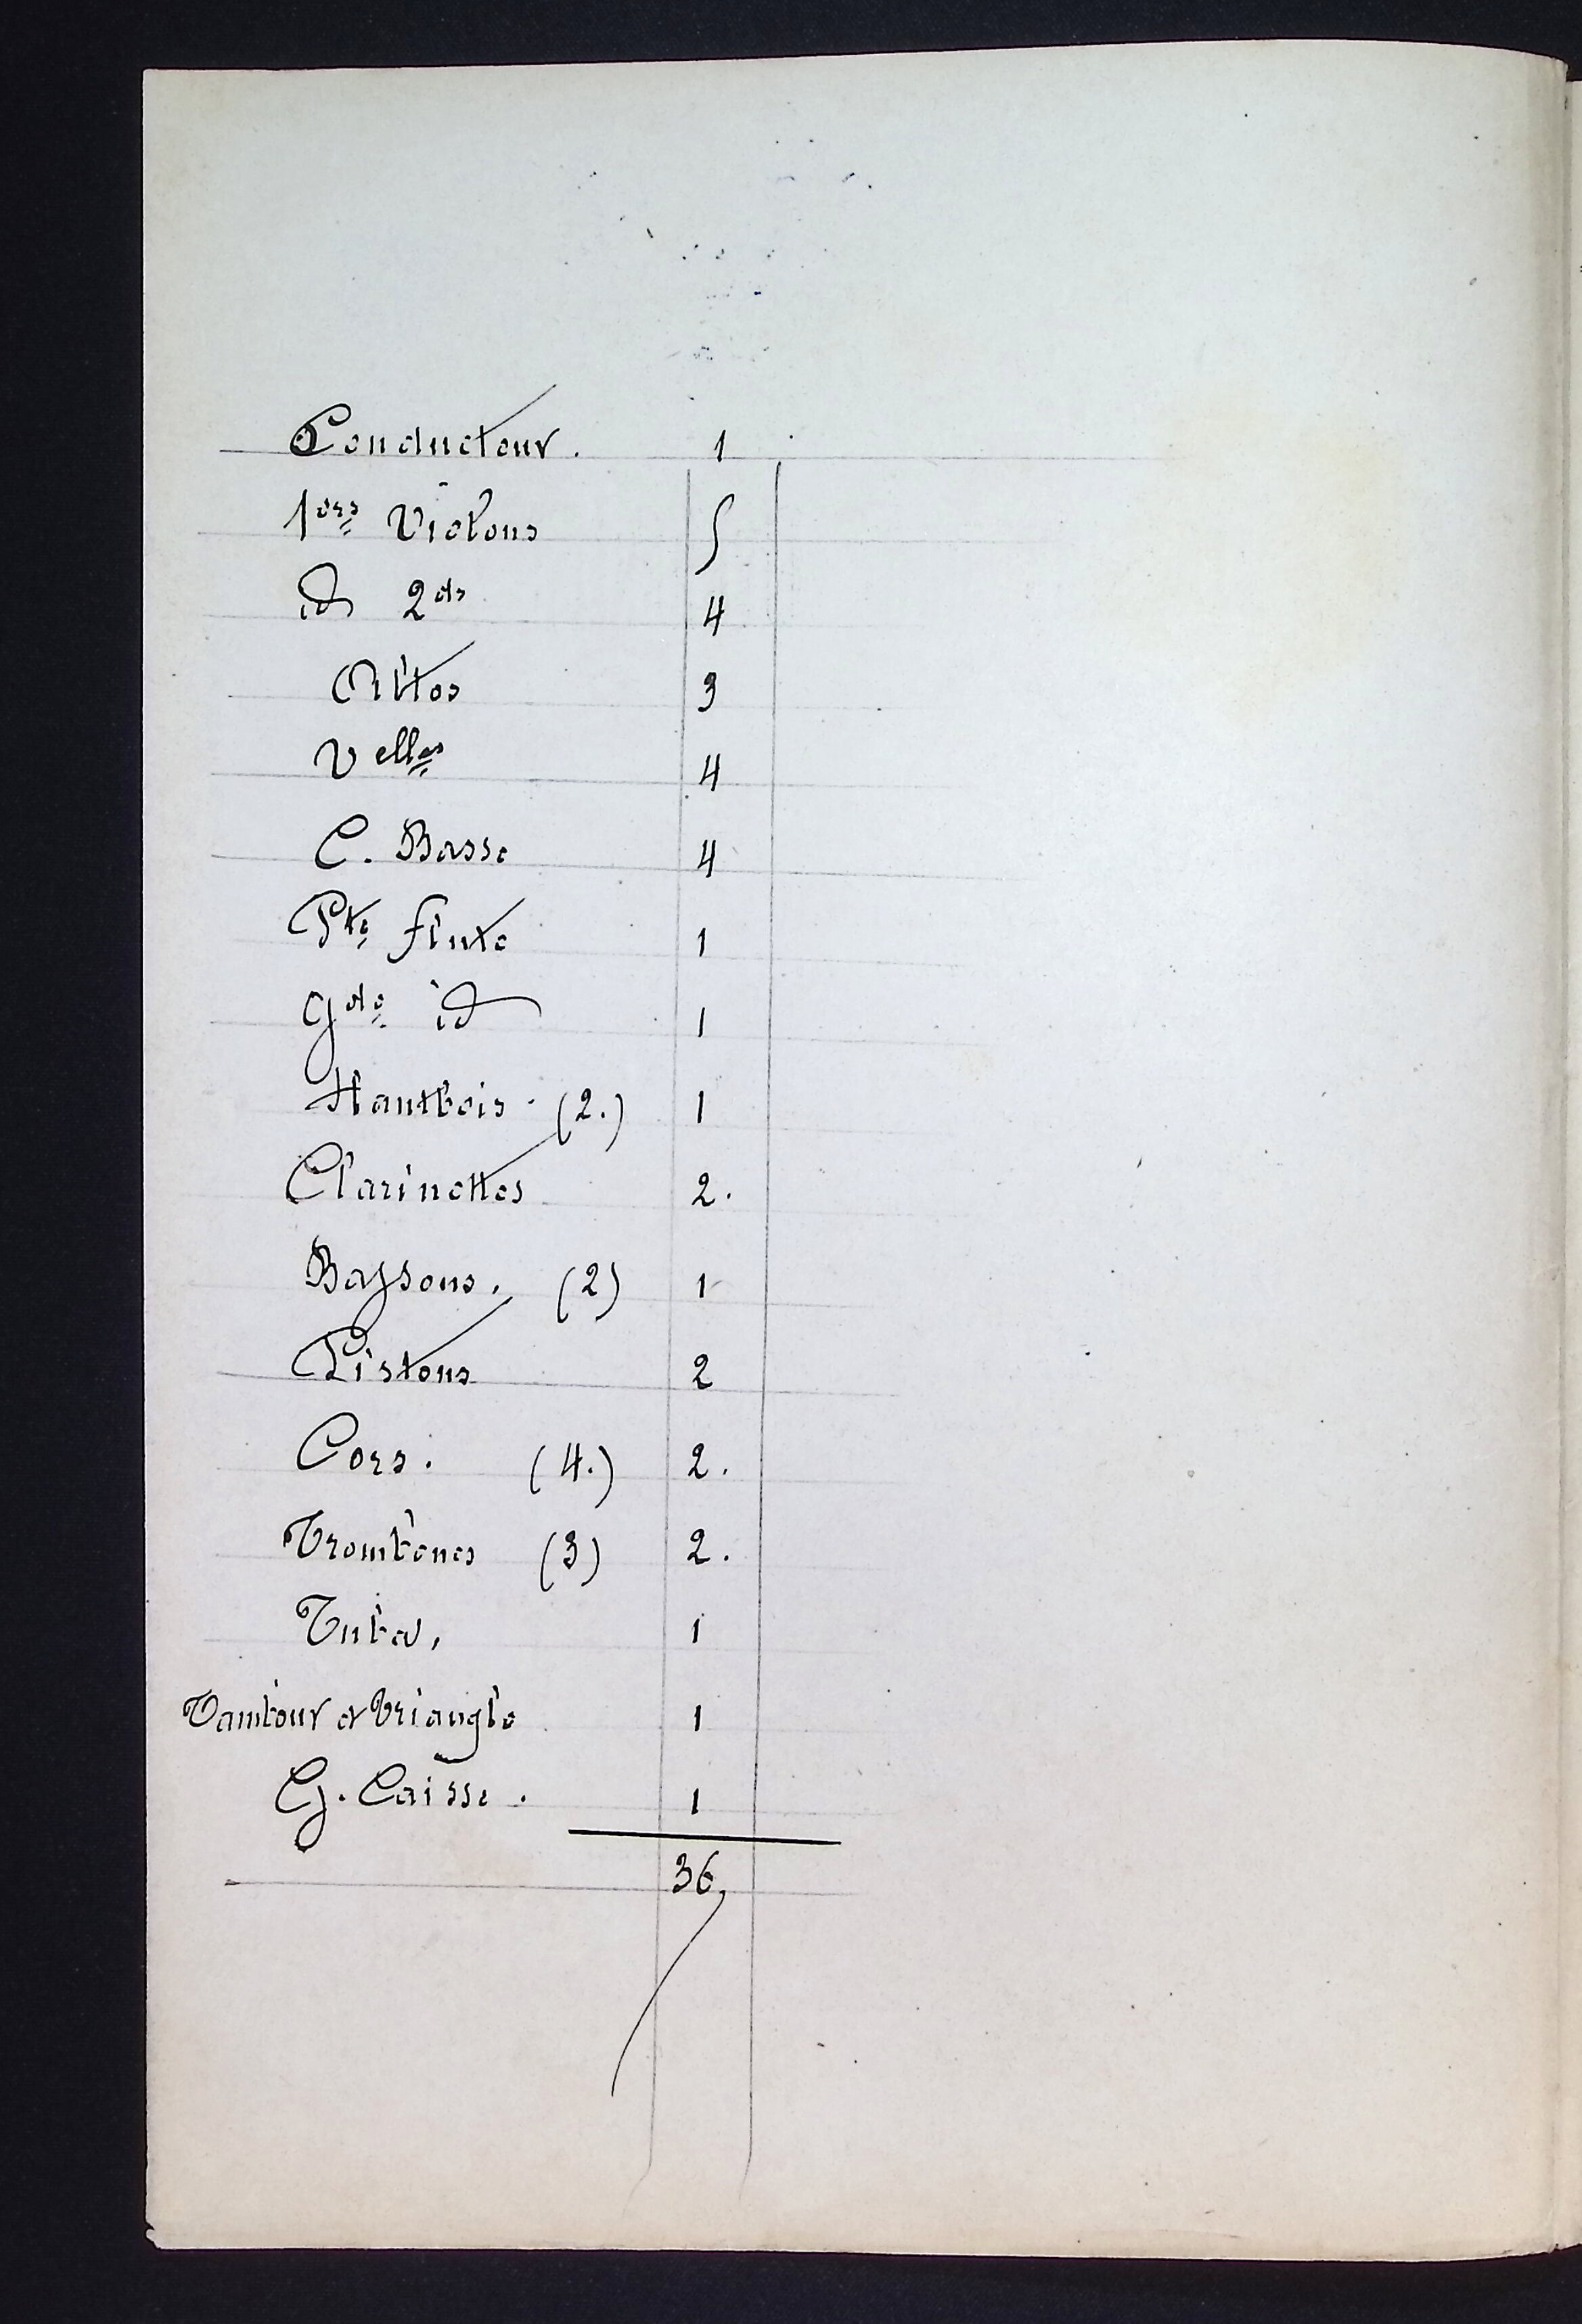 Conducteur. 1
1ers Violons 5
id 2ds 4
Altos 3
Velles 4
C. Basse 4
Pte flute 1
gde id 1
Hautbois. (2.) 1
Clarinettes 2.
Bassons. (2) 1
Pistons 2
Cors. (4.) 2.
Trombones (3) 2.
Tuba, 1
Tambour et Triangle 1
G. Caisse. 1
36